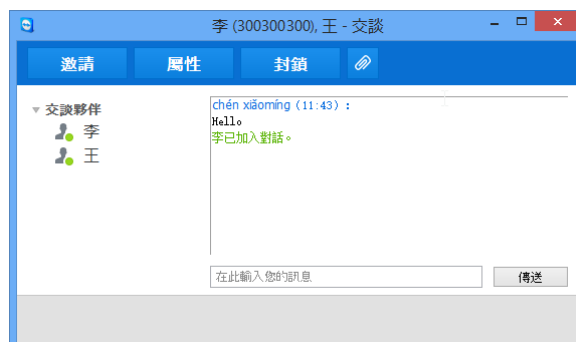 李 (300300300), 王 - 交談
邀請 屬性 封鎖
交談夥伴
李
王
chén xiǎomíng (11:43) :
Hello
李已加入對話。
在此輸入您的訊息
傳送